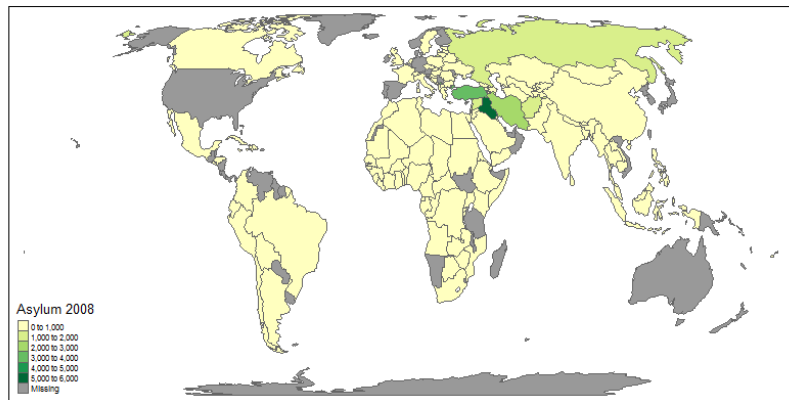 Asylum 2008
0 to 1,000
1,000 to 2,000
2,000 to 3,000
3,000 to 4,000
4,000 to 5,000
5,000 to 6,000
Missing